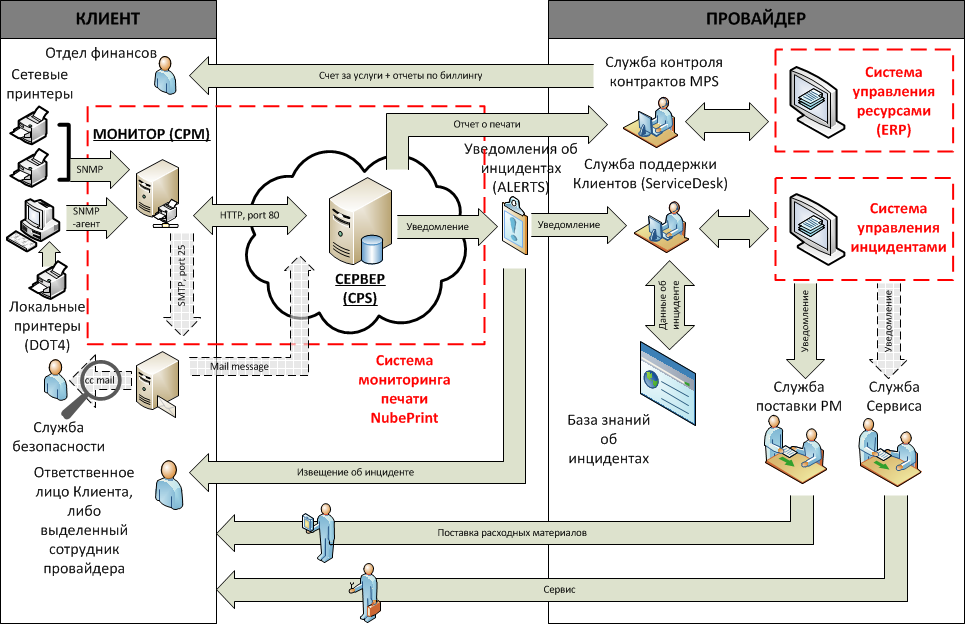 КЛИЕНТ
ПРОВАЙДЕР
Отдел финансов
Сетевые
принтеры
Счет за услуги + отчеты по биллингу
Служба контроля
контрактов MPS
Система
управления
ресурсами
(ERP)
МОНИТОР (CPM)
Отчет о печати
SNMP
SNMP
-агент
HTTP, port 80
Уведомления об
инцидентах
(ALERTS)
Служба поддержки
Клиентов (ServiceDesk)
Система
управления
инцидентами
Уведомление
Уведомление
СЕРВЕР
(CPS)
SMTP, port 25
Локальные
принтеры
(DOT4)
Данные об
инциденте
Уведомление
Уведомление
Mail message
cc mail
Система
мониторинга
печати
NubePrint
Служба
безопасности
База знаний
об
инцидентах
Служба
поставки РМ
Служба
Сервиса
Ответственное
лицо Клиента,
либо
выделенный
сотрудник
провайдера
Извещение об инциденте
Поставка расходных материалов
Сервис